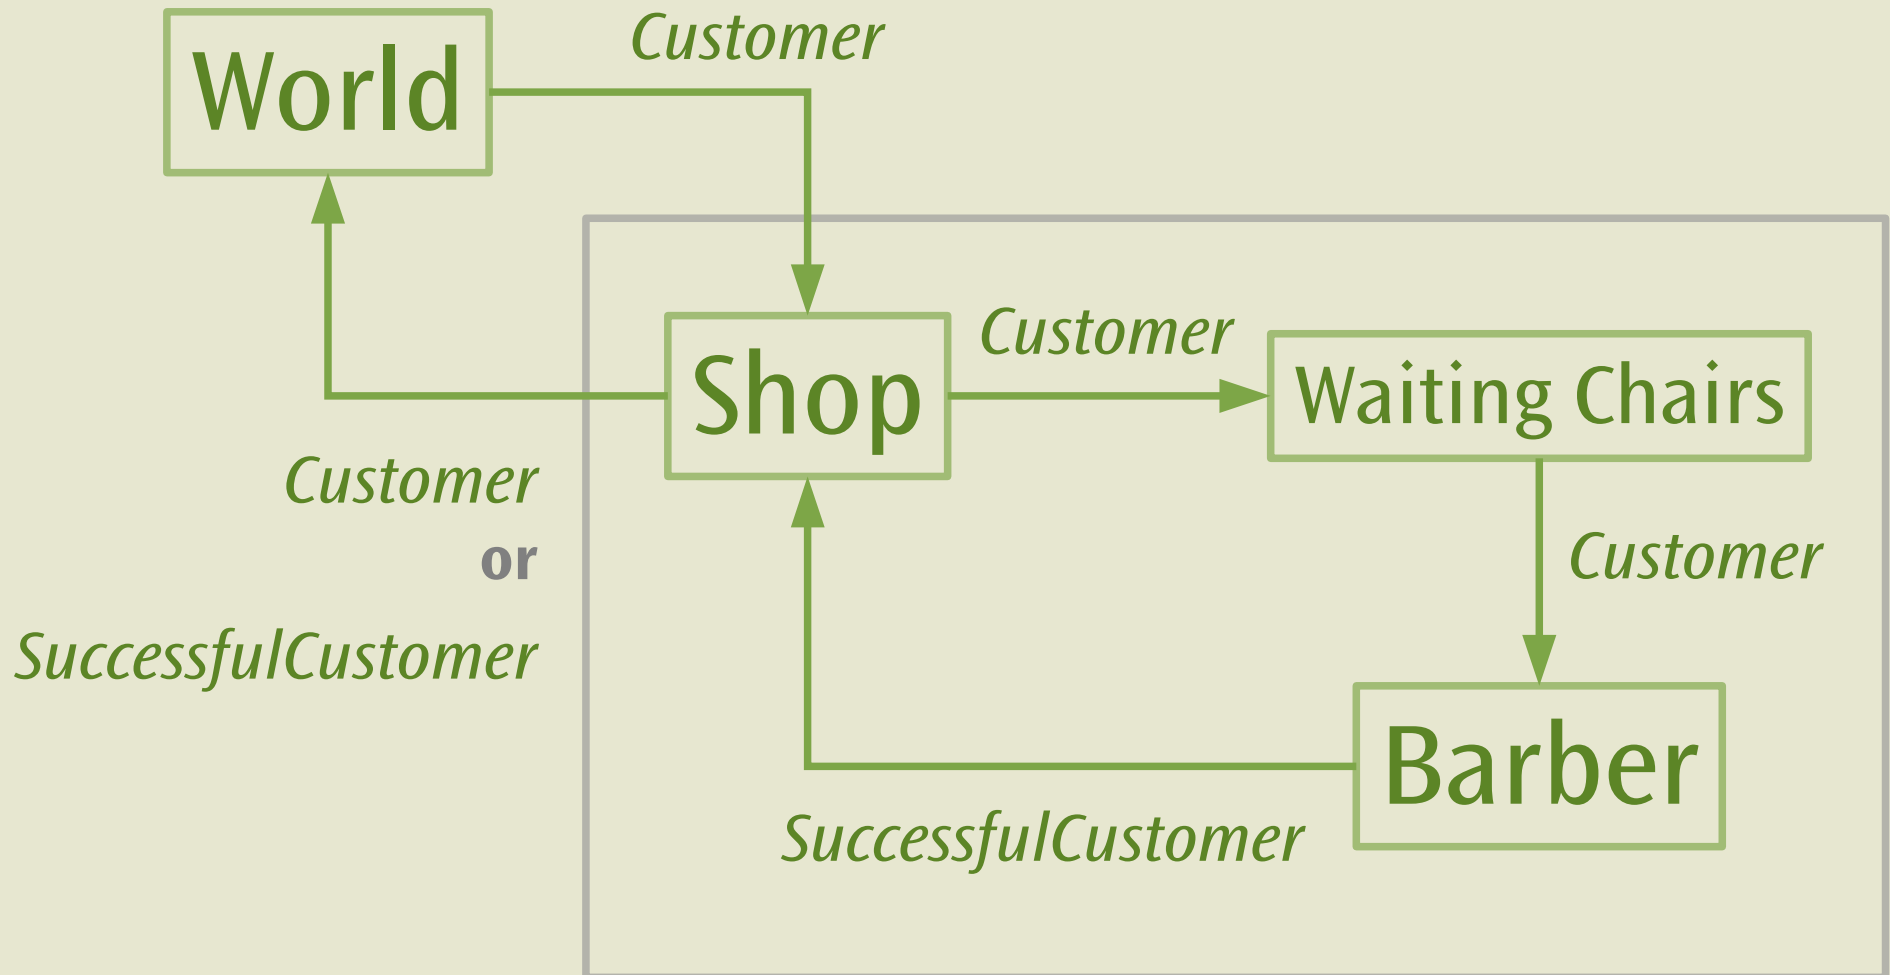 Customer
World
Customer
Shop
Waiting Chairs
Customer
or
SuccessfulCustomer
Customer
Barber
SuccessfulCustomer